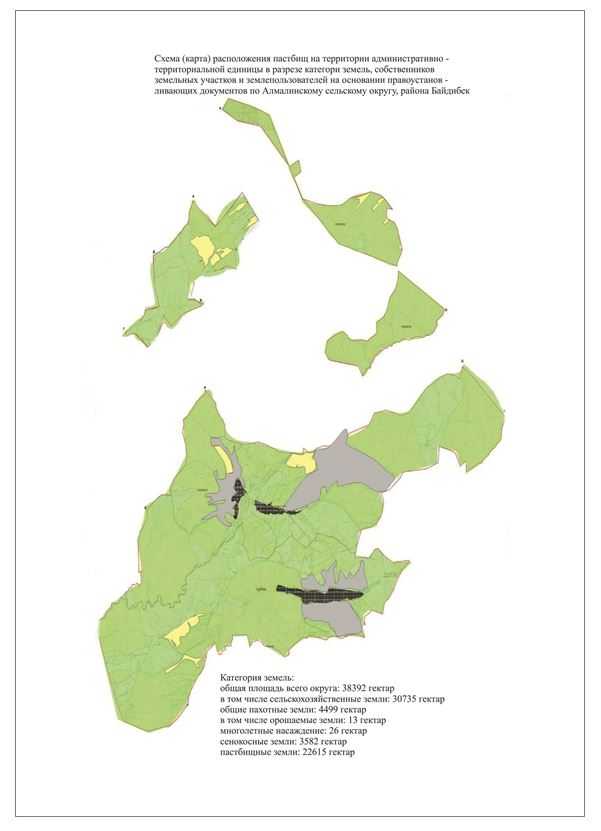 Схема (карта) расположения пастбищ на территории административно -
территориальной единицы в разрезе категори земель, собственников
земельных участков и землепользователей на основании правоустанов -
ливающих документов по Алмалинскому сельскому округу, района Байдибек
Категория земель:
общая площадь всего округа: 38392 гектар
в том числе сельскохозяйственные земли: 30735 гектар
общие пахотные земли: 4499 гектар
в том числе орошаемые земли: 13 гектар
многолетные насаждение: 26 гектар
сенокосные земли: 3582 гектар
пастбищные земли: 22615 гектар